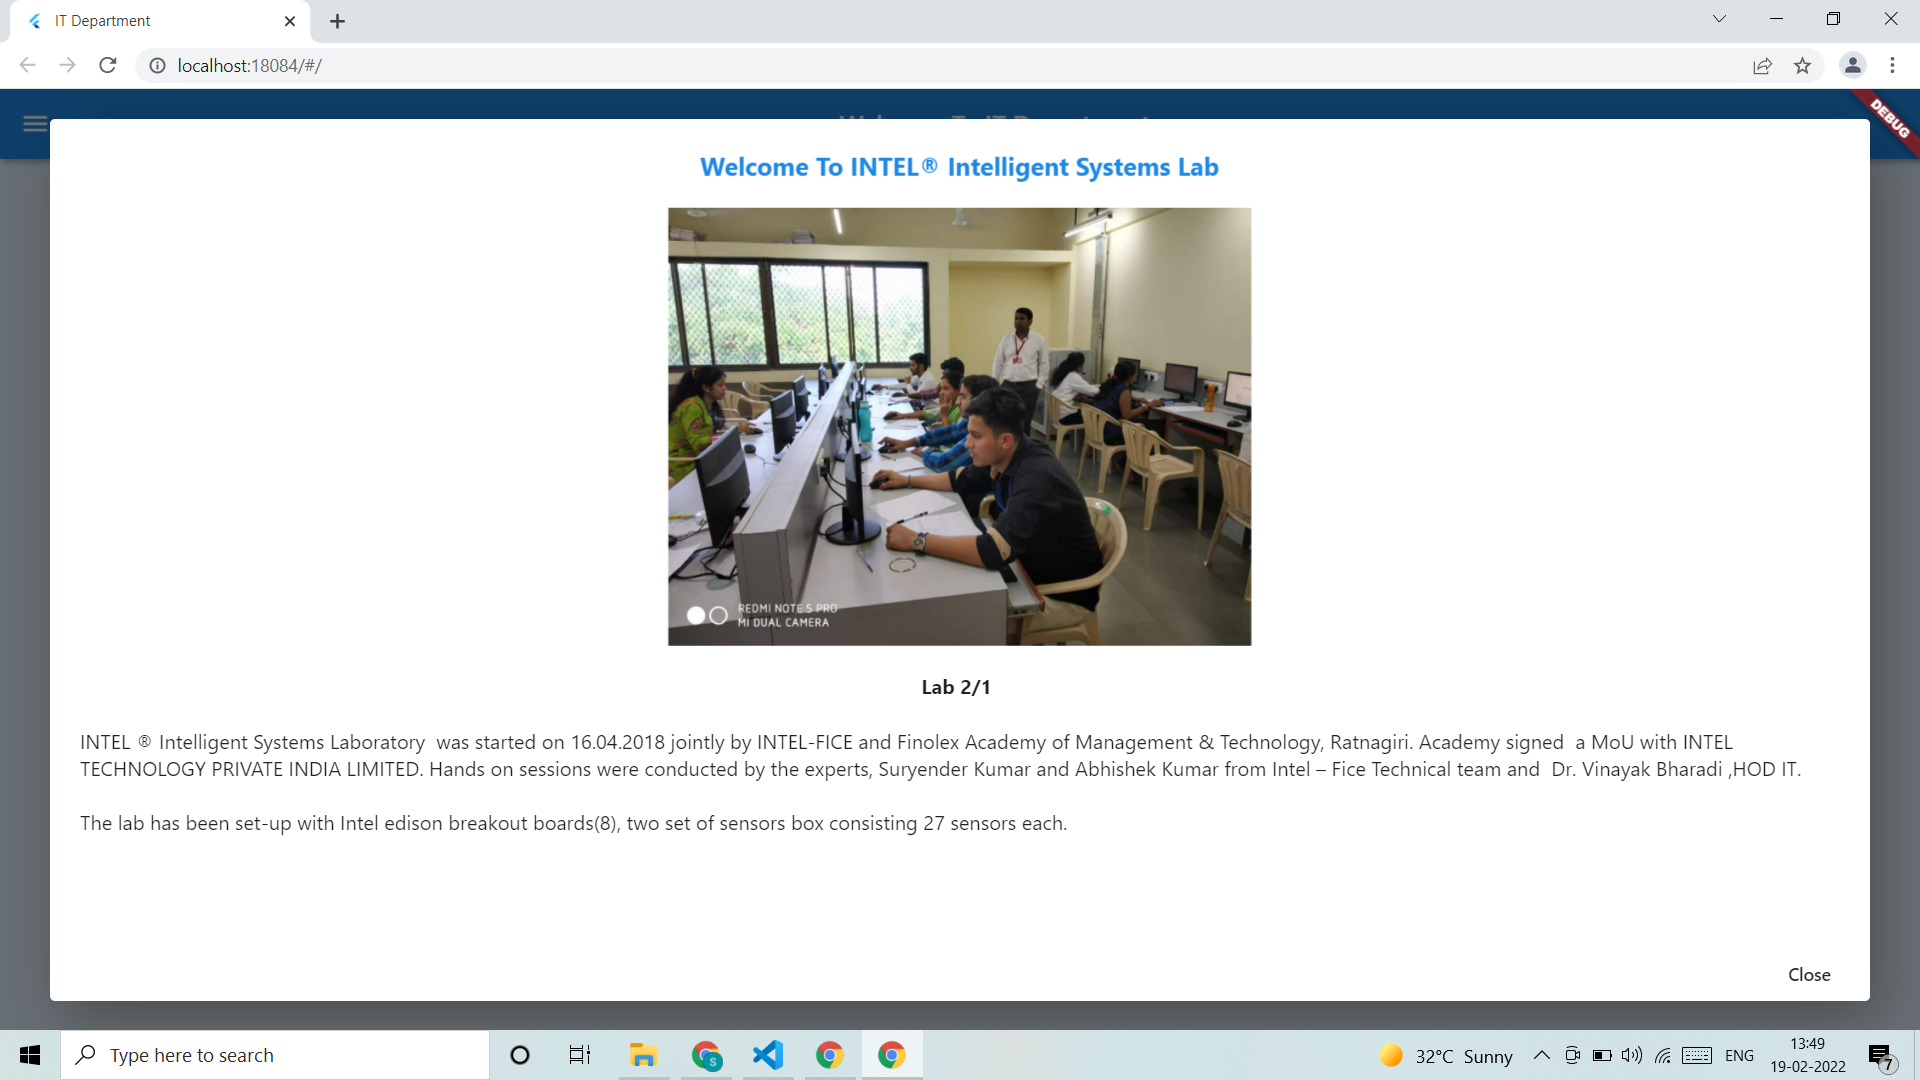 IT Department
localhost:18084/#/
DEBUG
Welcome To INTEL® Intelligent Systems Lab
REDMI NOTE 5 PRO
MI DUAL CAMERA
Lab 2/1
INTEL ® Intelligent Systems Laboratory  was started on 16.04.2018 jointly by INTEL-FICE and Finolex Academy of Management & Technology, Ratnagiri. Academy signed  a MoU with INTEL
TECHNOLOGY PRIVATE INDIA LIMITED. Hands on sessions were conducted by the experts, Suryender Kumar and Abhishek Kumar from Intel – Fice Technical team and  Dr. Vinayak Bharadi ,HOD IT.
The lab has been set-up with Intel edison breakout boards(8), two set of sensors box consisting 27 sensors each.
Close
Type here to search
S
32°C Sunny
ENG
13:49
19-02-2022
7